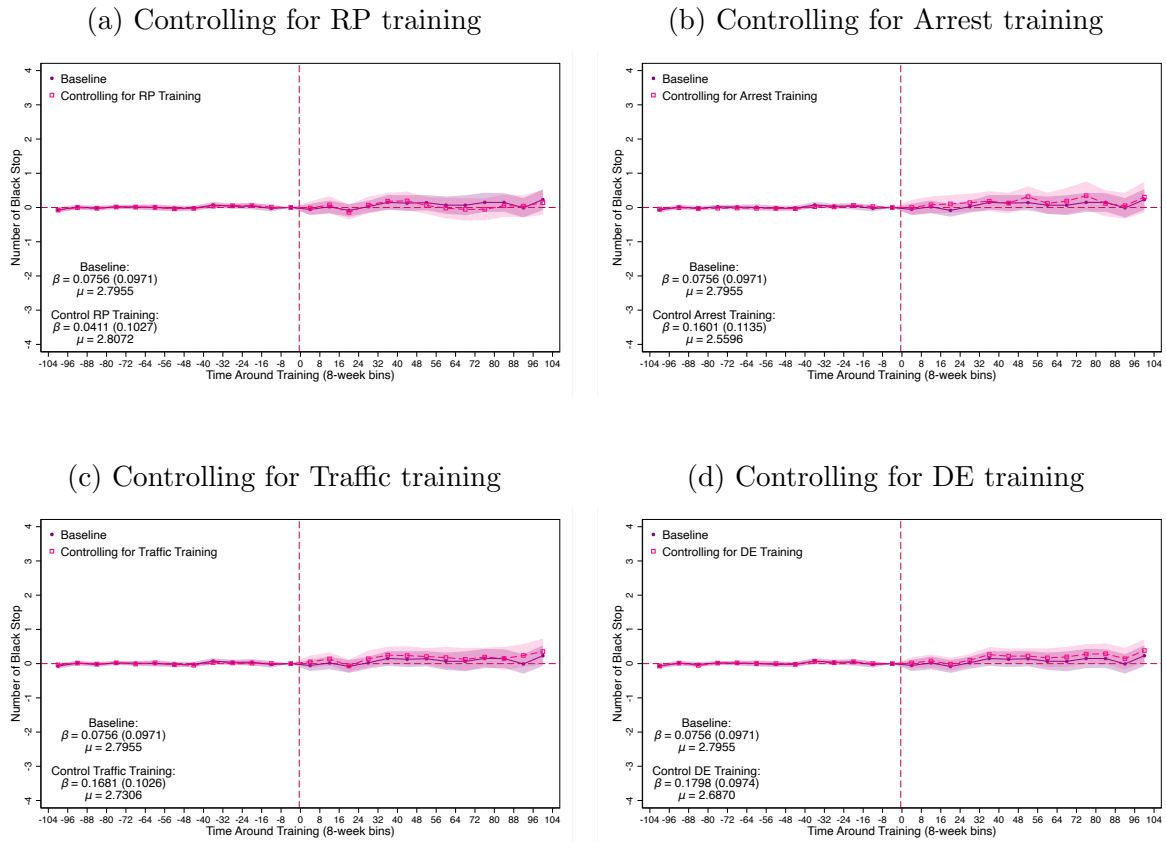 (a) Controlling for RP training
Number of Black Stop
4
3
2
1
0
-1
-2
-3
-4
Baseline
Controlling for RP Training
Baseline:
β = 0.0756 (0.0971)
μ = 2.7955
Control RP Training:
β = 0.0411 (0.1027)
μ = 2.8072
-104 -96 -88 -80 -72 -64 -56 -48 -40 -32 -24 -16 -8 0 8 16 24 32 40 48 56 64 72 80 88 96 104
Time Around Training (8-week bins)
(b) Controlling for Arrest training
Number of Black Stop
4
3
2
1
0
-1
-2
-3
-4
Baseline
Controlling for Arrest Training
Baseline:
β = 0.0756 (0.0971)
μ = 2.7955
Control Arrest Training:
β = 0.1601 (0.1135)
μ = 2.5596
-104 -96 -88 -80 -72 -64 -56 -48 -40 -32 -24 -16 -8 0 8 16 24 32 40 48 56 64 72 80 88 96 104
Time Around Training (8-week bins)
(c) Controlling for Traffic training
Number of Black Stop
4
3
2
1
0
-1
-2
-3
-4
Baseline
Controlling for Traffic Training
Baseline:
β = 0.0756 (0.0971)
μ = 2.7955
Control Traffic Training:
β = 0.1681 (0.1026)
μ = 2.7306
-104 -96 -88 -80 -72 -64 -56 -48 -40 -32 -24 -16 -8 0 8 16 24 32 40 48 56 64 72 80 88 96 104
Time Around Training (8-week bins)
(d) Controlling for DE training
Number of Black Stop
4
3
2
1
0
-1
-2
-3
-4
Baseline
Controlling for DE Training
Baseline:
β = 0.0756 (0.0971)
μ = 2.7955
Control DE Training:
β = 0.1798 (0.0974)
μ = 2.6870
-104 -96 -88 -80 -72 -64 -56 -48 -40 -32 -24 -16 -8 0 8 16 24 32 40 48 56 64 72 80 88 96 104
Time Around Training (8-week bins)